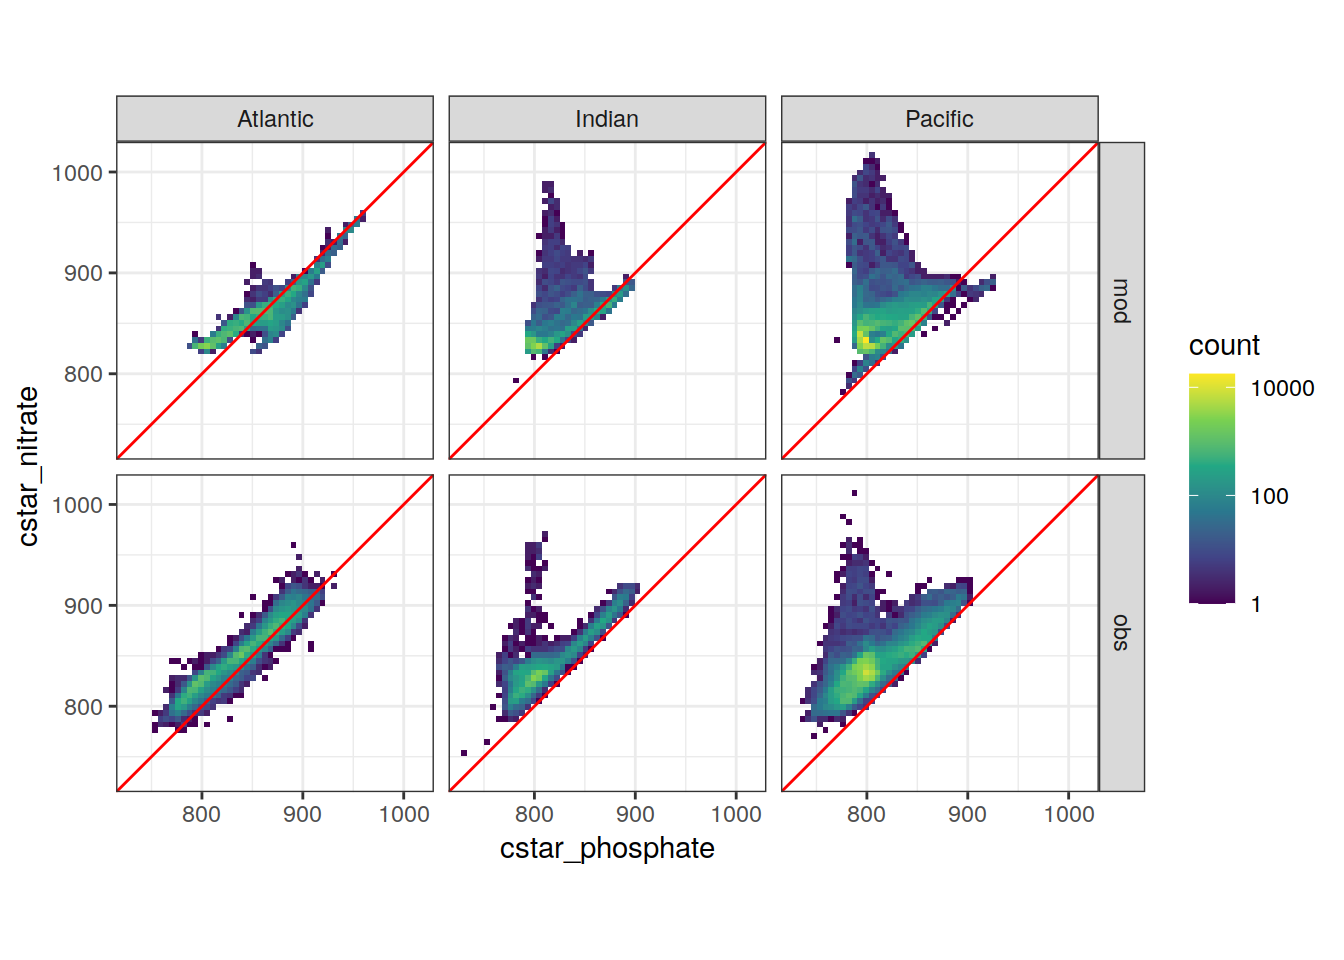 Atlantic Indian Pacific
1000
900
800
mod
1000
900
800
obs
cstar_nitrate
800 900 1000 800 900 1000 800 900 1000
cstar_phosphate
count
10000
100
1